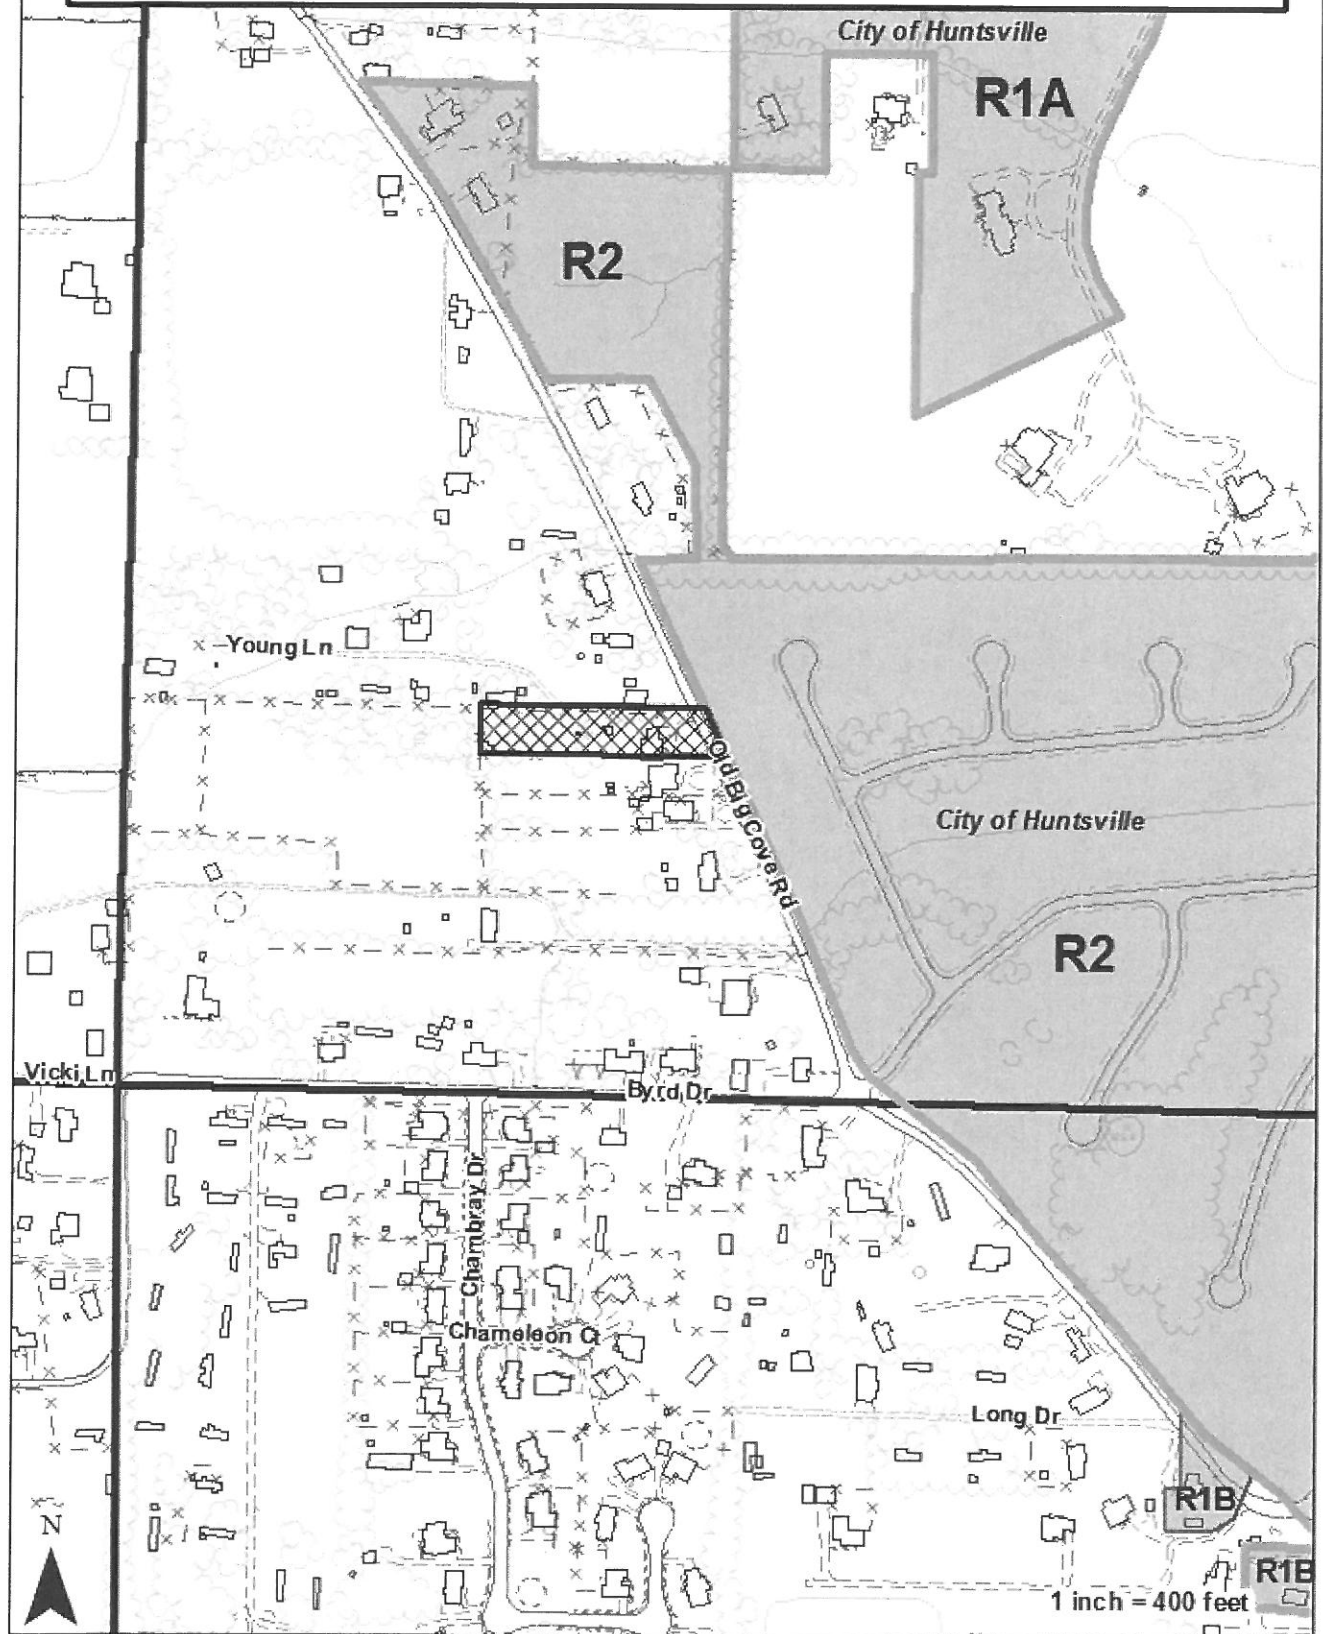 City of Huntsville
R1A
R2
Young Ln
Old Big Cove Rd
City of Huntsville
R2
Vicki Ln
Byrd Dr
Chambray Dr
Chameleon Ct
Long Dr
R1B
N
R1B
1 inch = 400 feet